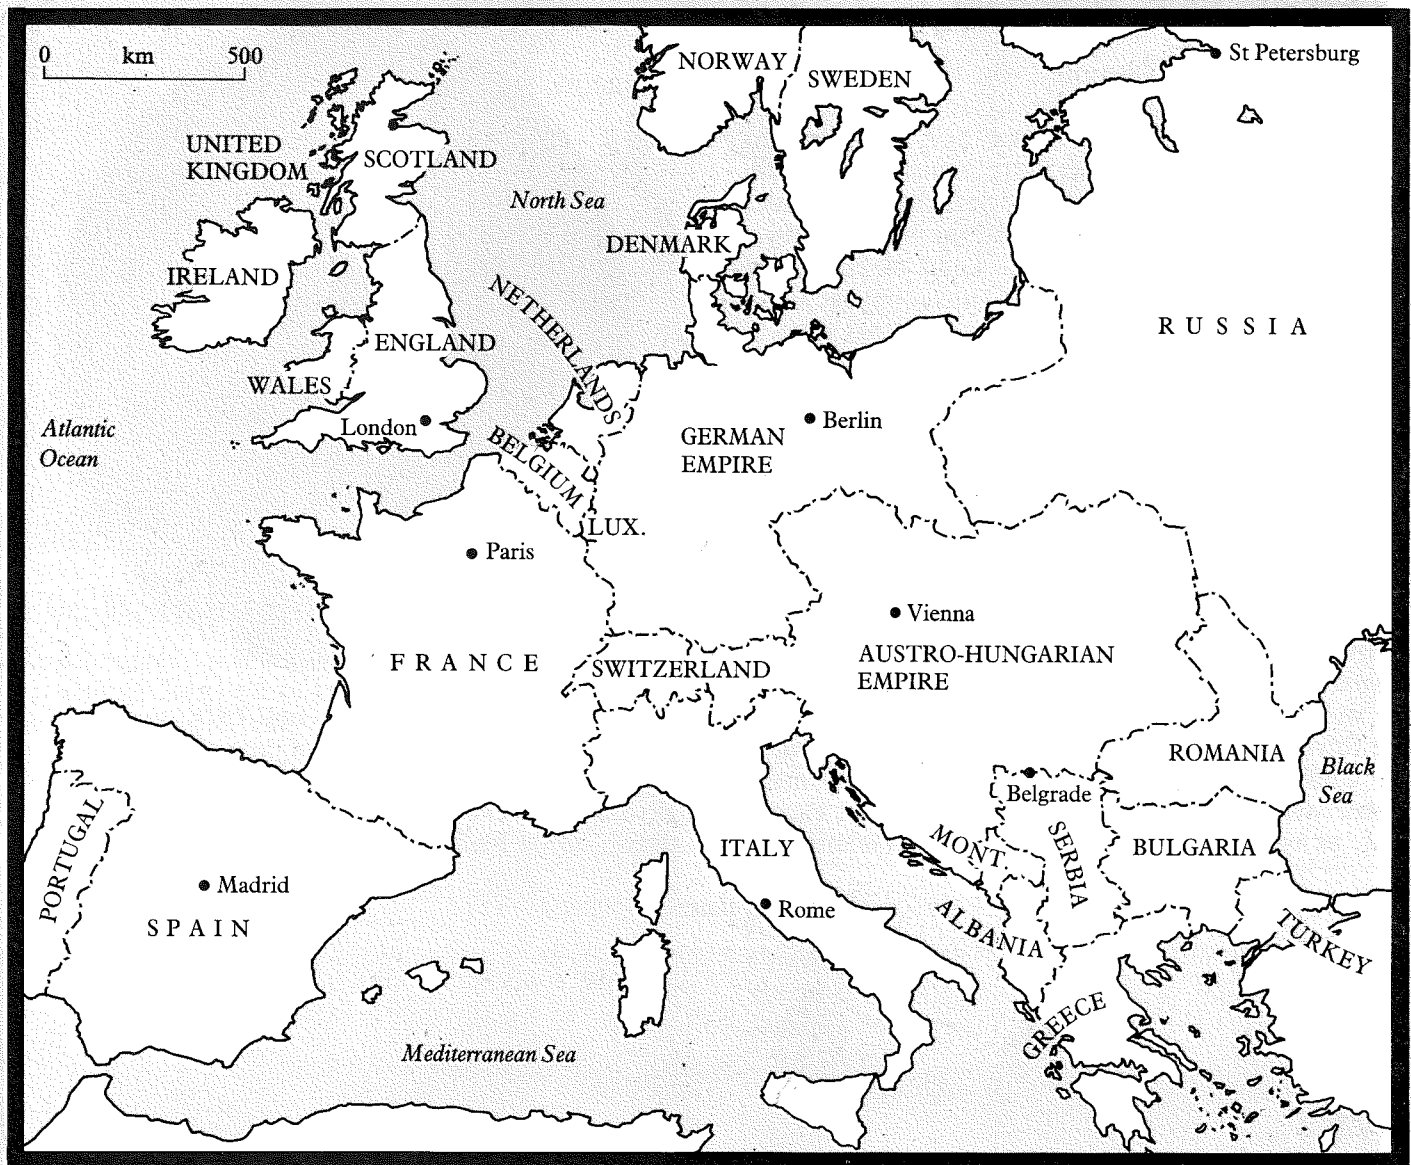 0 km 500
NORWAY
SWEDEN
St Petersburg
UNITED
KINGDOM
SCOTLAND
North Sea
DENMARK
IRELAND
NETHERLANDS
RUSSIA
ENGLAND
WALES
London
Atlantic
Ocean
BELGIUM
GERMAN
EMPIRE
Berlin
LUX.
Paris
Vienna
FRANCE
SWITZERLAND
AUSTRO-HUNGARIAN
EMPIRE
ROMANIA
Black
Sea
Belgrade
PORTUGAL
Madrid
SPAIN
ITALY
Rome
MONT.
SERBIA
BULGARIA
ALBANIA
TURKEY
GREECE
Mediterranean Sea